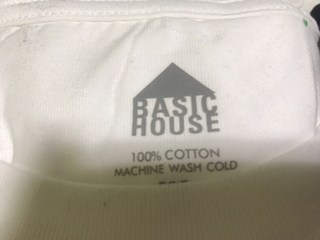 BASIC
HOUSE
100% COTTON
MACHINE WASH COLD